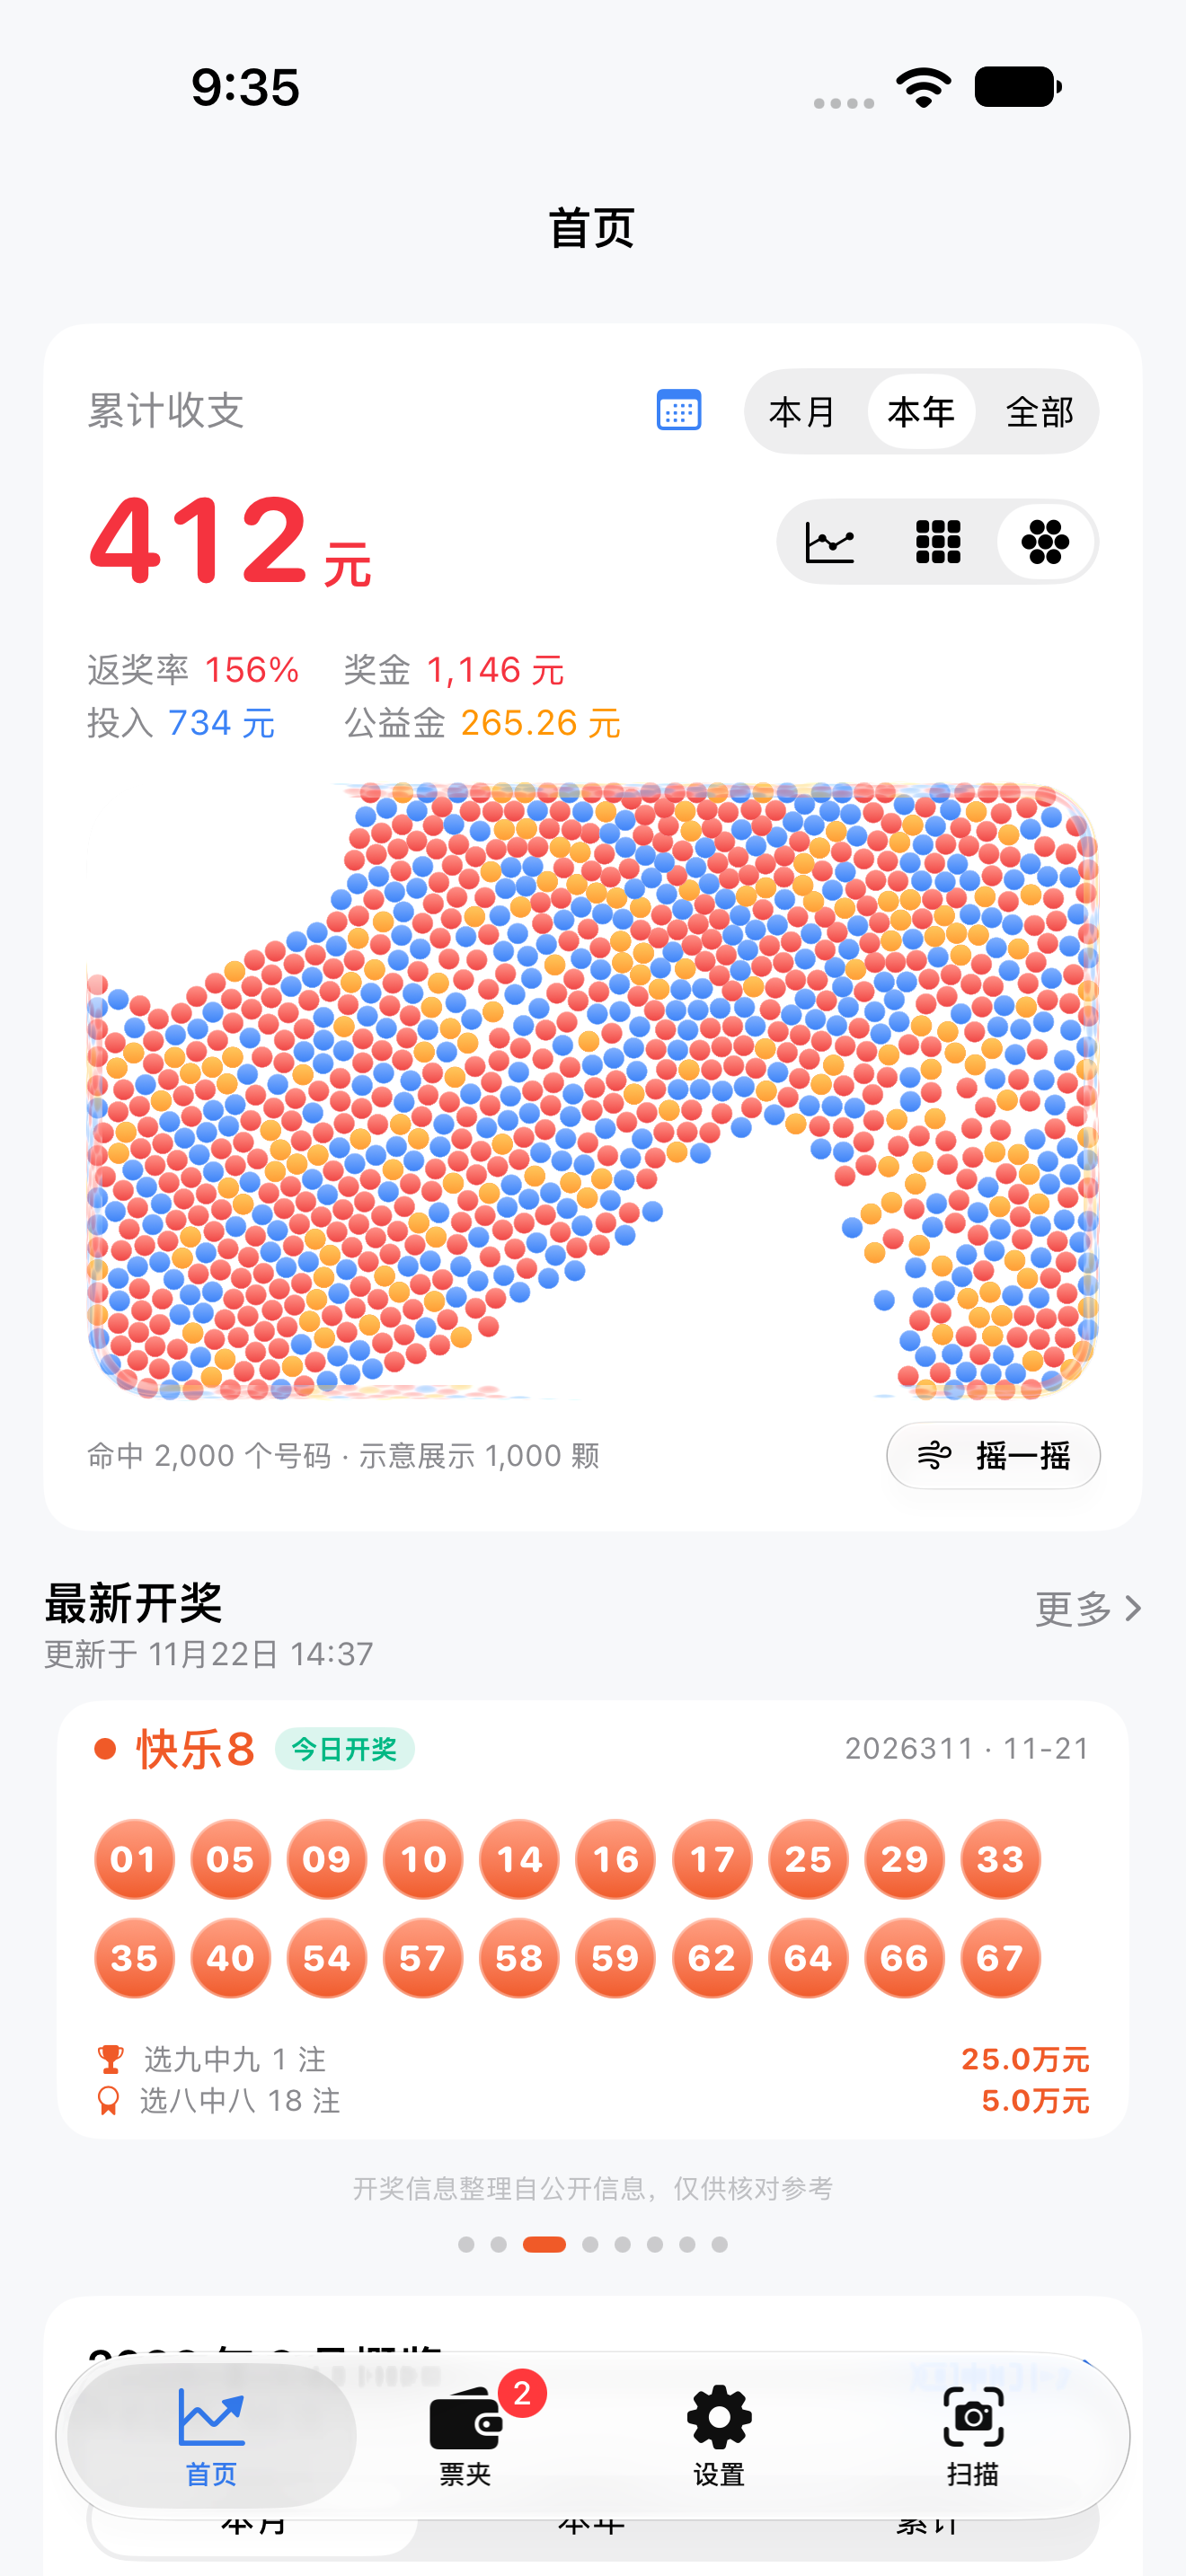 9:35
首页
累计收支
本月 本年 全部
412 元
返奖率 156% 奖金 1,146 元
投入 734 元 公益金 265.26 元
命中 2,000 个号码 · 示意展示 1,000 颗
摇一摇
最新开奖
更多
更新于 11月22日 14:37
快乐8 今日开奖 2026311 · 11-21
01 05 09 10 14 16 17 25 29 33
35 40 54 57 58 59 62 64 66 67
选九中九 1 注 25.0万元
选八中八 18 注 5.0万元
开奖信息整理自公开信息，仅供核对参考
2
首页 票夹 设置 扫描
本月 本年 累计